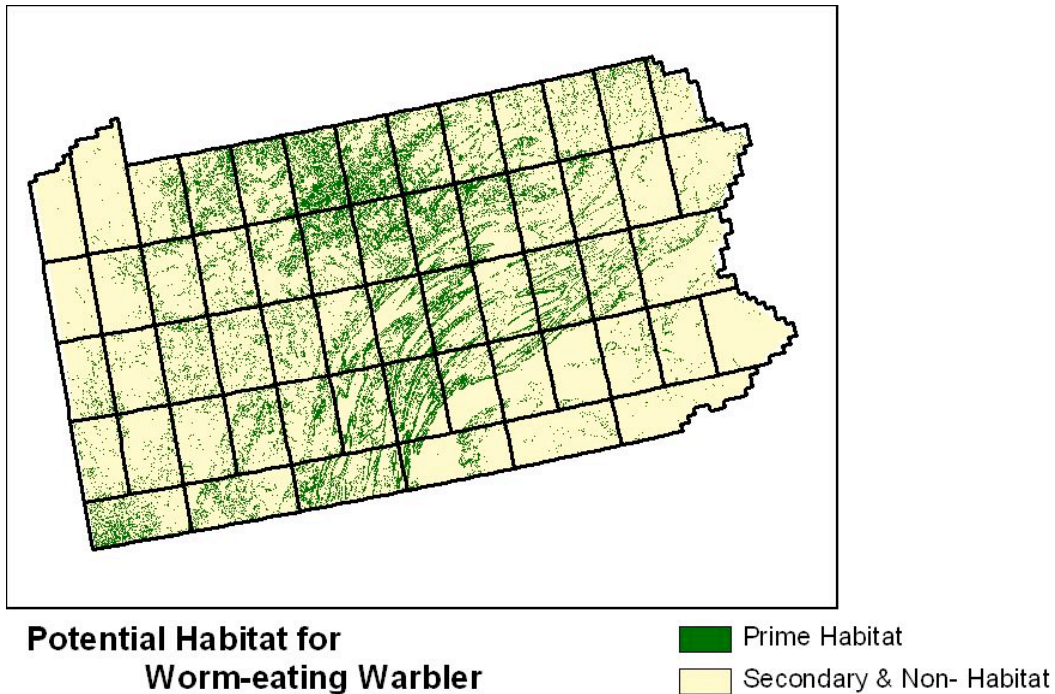 Potential Habitat for
Worm-eating Warbler
Prime Habitat
Secondary & Non- Habitat